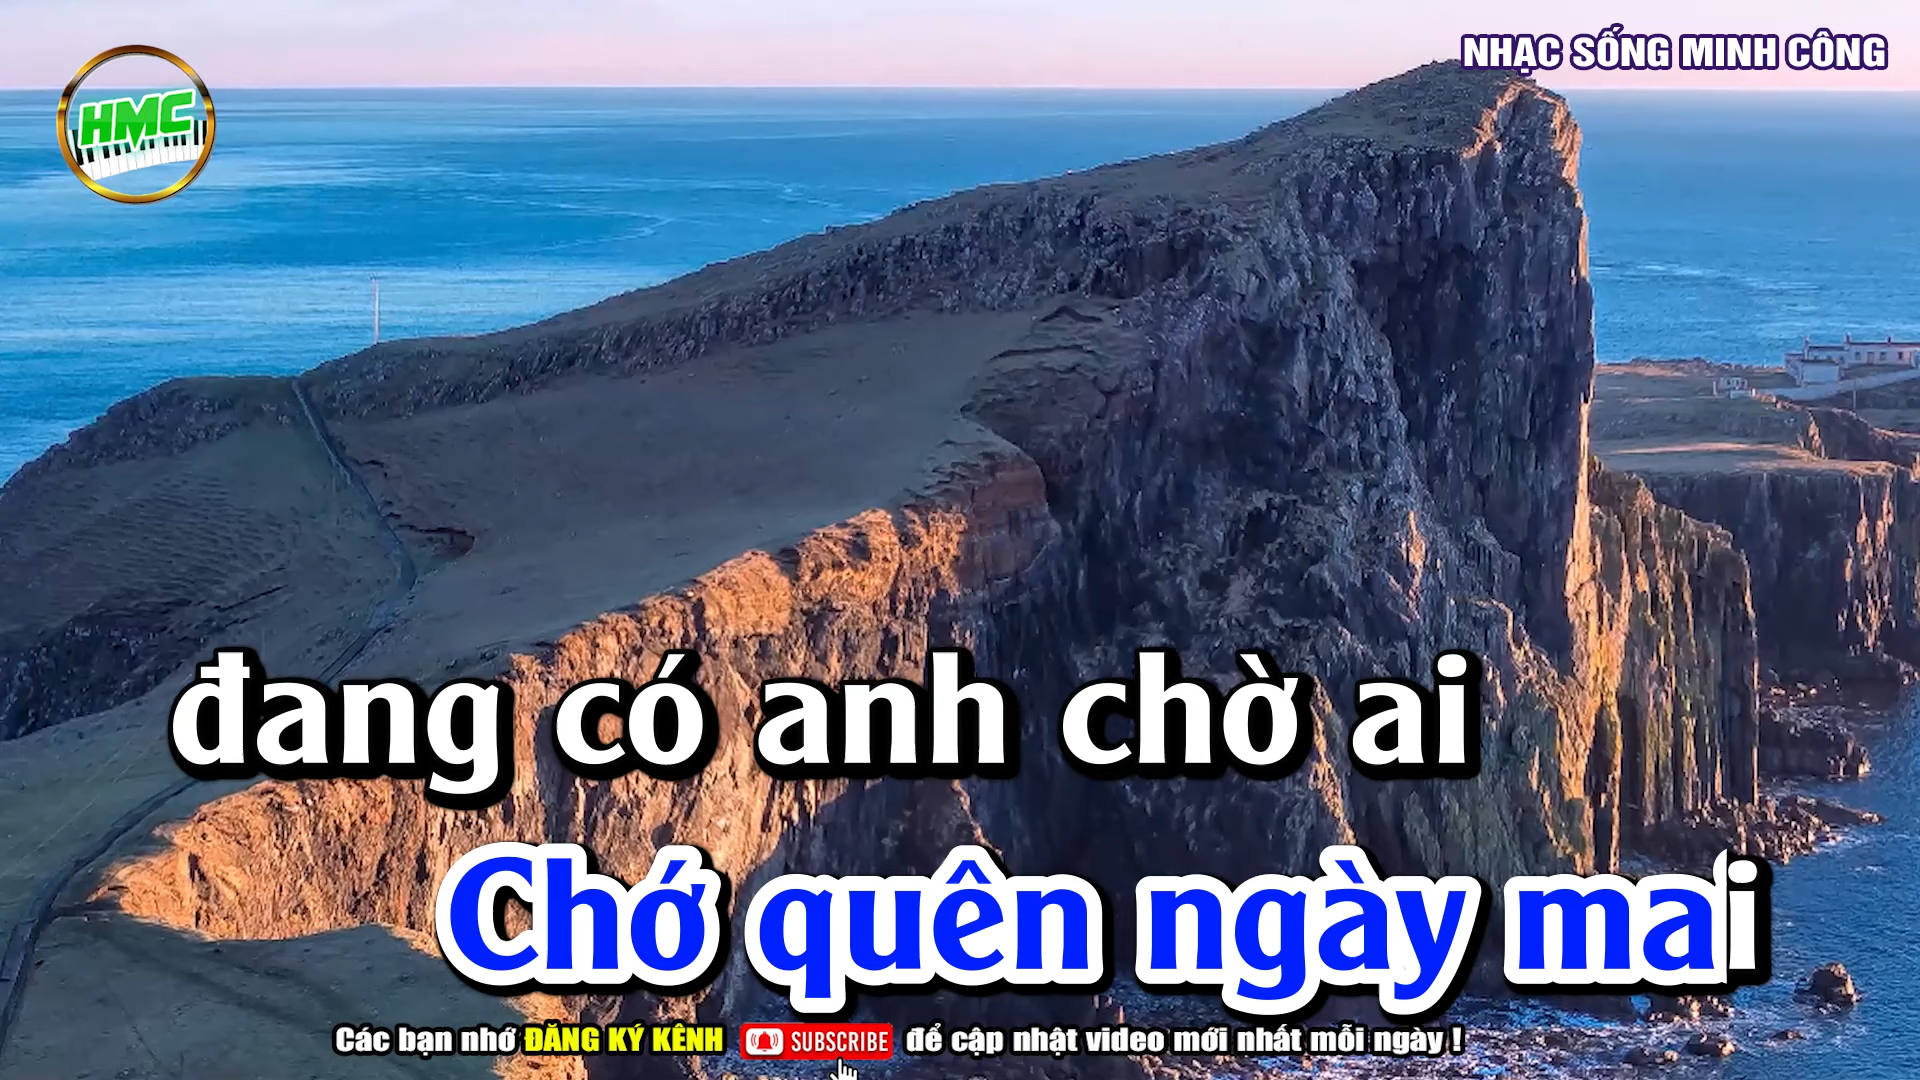 NHẠC SỐNG MINH CÔNG
HMC
đang có anh chờ ai
Chớ quên ngày mai
Các bạn nhớ ĐĂNG KÝ KÊNH SUBSCRIBE để cập nhật video mới nhất mỗi ngày !